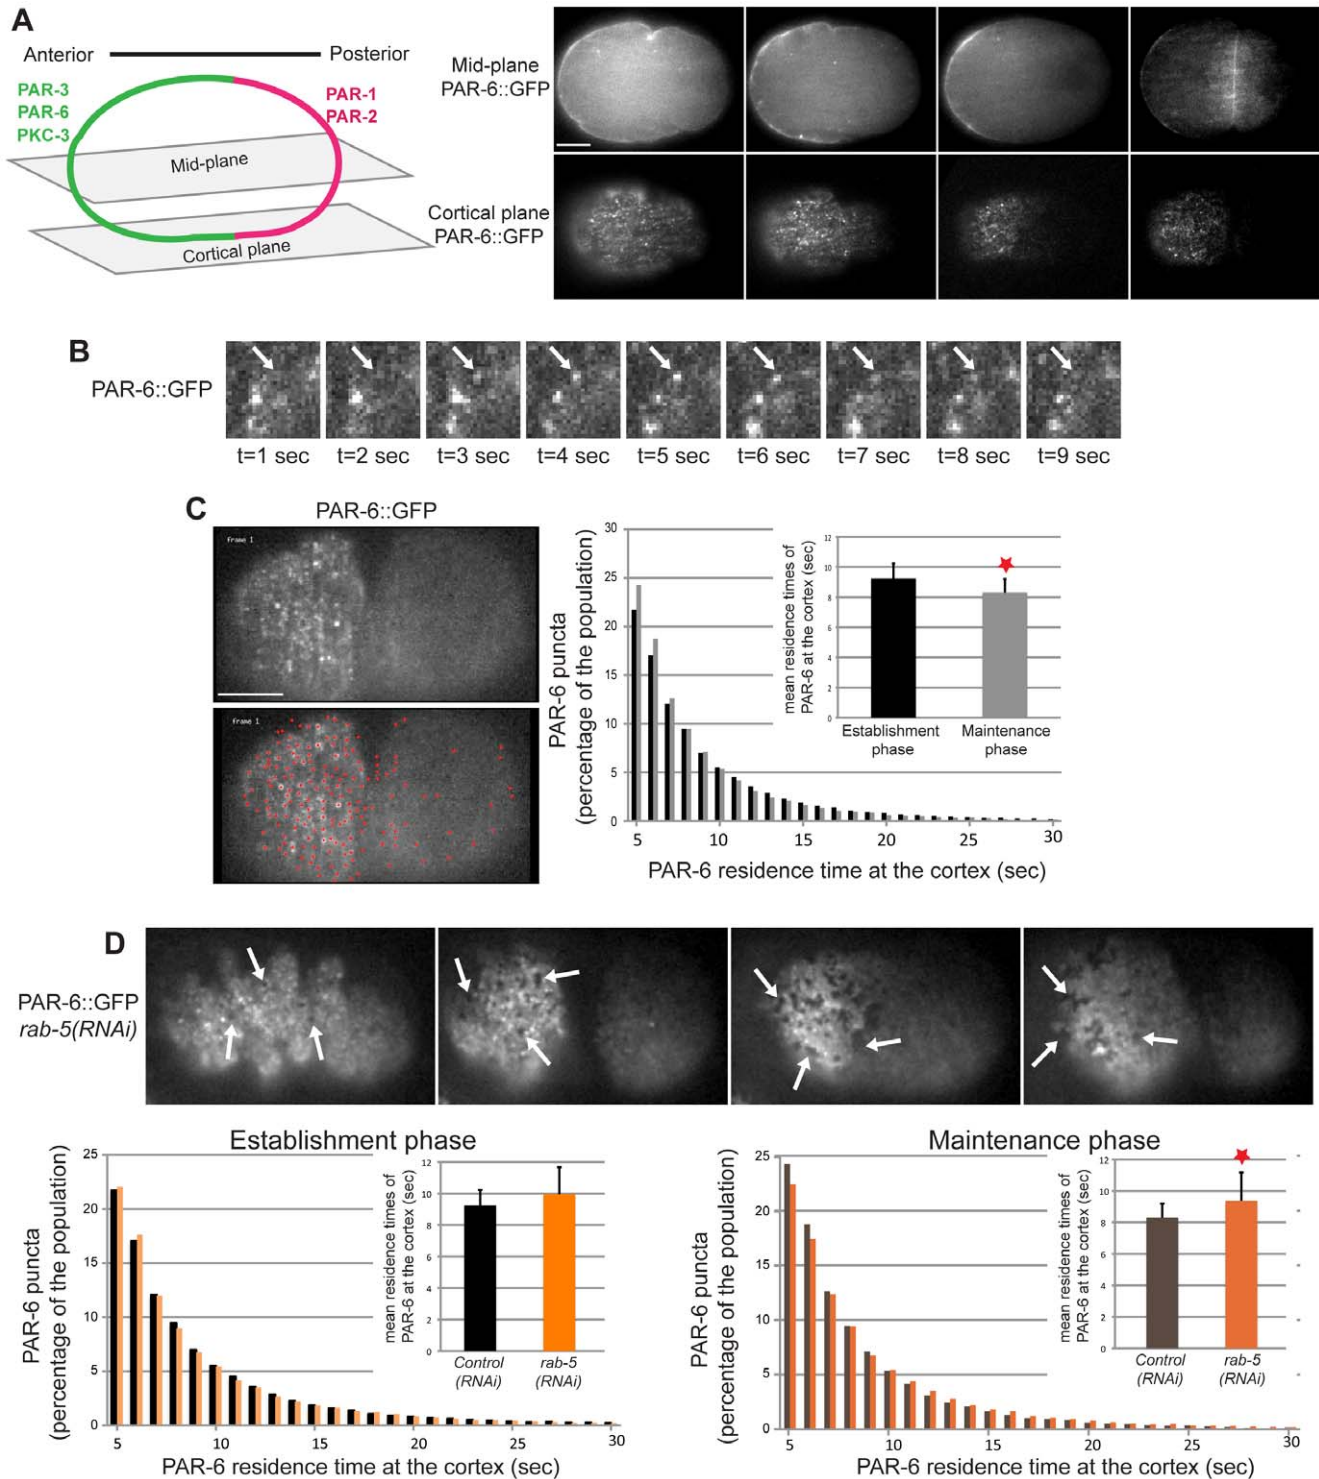 A
Anterior
Posterior
PAR-3
PAR-6
PKC-3
PAR-1
PAR-2
Mid-plane
Cortical plane
Mid-plane
PAR-6::GFP
Cortical plane
PAR-6::GFP
B
PAR-6::GFP
t=1 sec t=2 sec t=3 sec t=4 sec t=5 sec t=6 sec t=7 sec t=8 sec t=9 sec
C
PAR-6::GFP
frame 1
frame 1
PAR-6 puncta
(percentage of the population)
30
25
20
15
10
5
0
5 10 15 20 25 30
PAR-6 residence time at the cortex (sec)
mean residence times of
PAR-6 at the cortex (sec)
12
10
8
6
4
2
0
Establishment
phase
Maintenance
phase
D
PAR-6::GFP
rab-5(RNAi)
Establishment phase
PAR-6 puncta
(percentage of the population)
25
20
15
10
5
0
5 10 15 20 25 30
PAR-6 residence time at the cortex (sec)
mean residence times of
PAR-6 at the cortex (sec)
12
10
8
6
4
2
0
Control
(RNAi)
rab-5
(RNAi)
Maintenance phase
PAR-6 puncta
(percentage of the population)
25
20
15
10
5
0
5 10 15 20 25 30
PAR-6 residence time at the cortex (sec)
mean residence times of
PAR-6 at the cortex (sec)
12
10
8
6
4
2
0
Control
(RNAi)
rab-5
(RNAi)